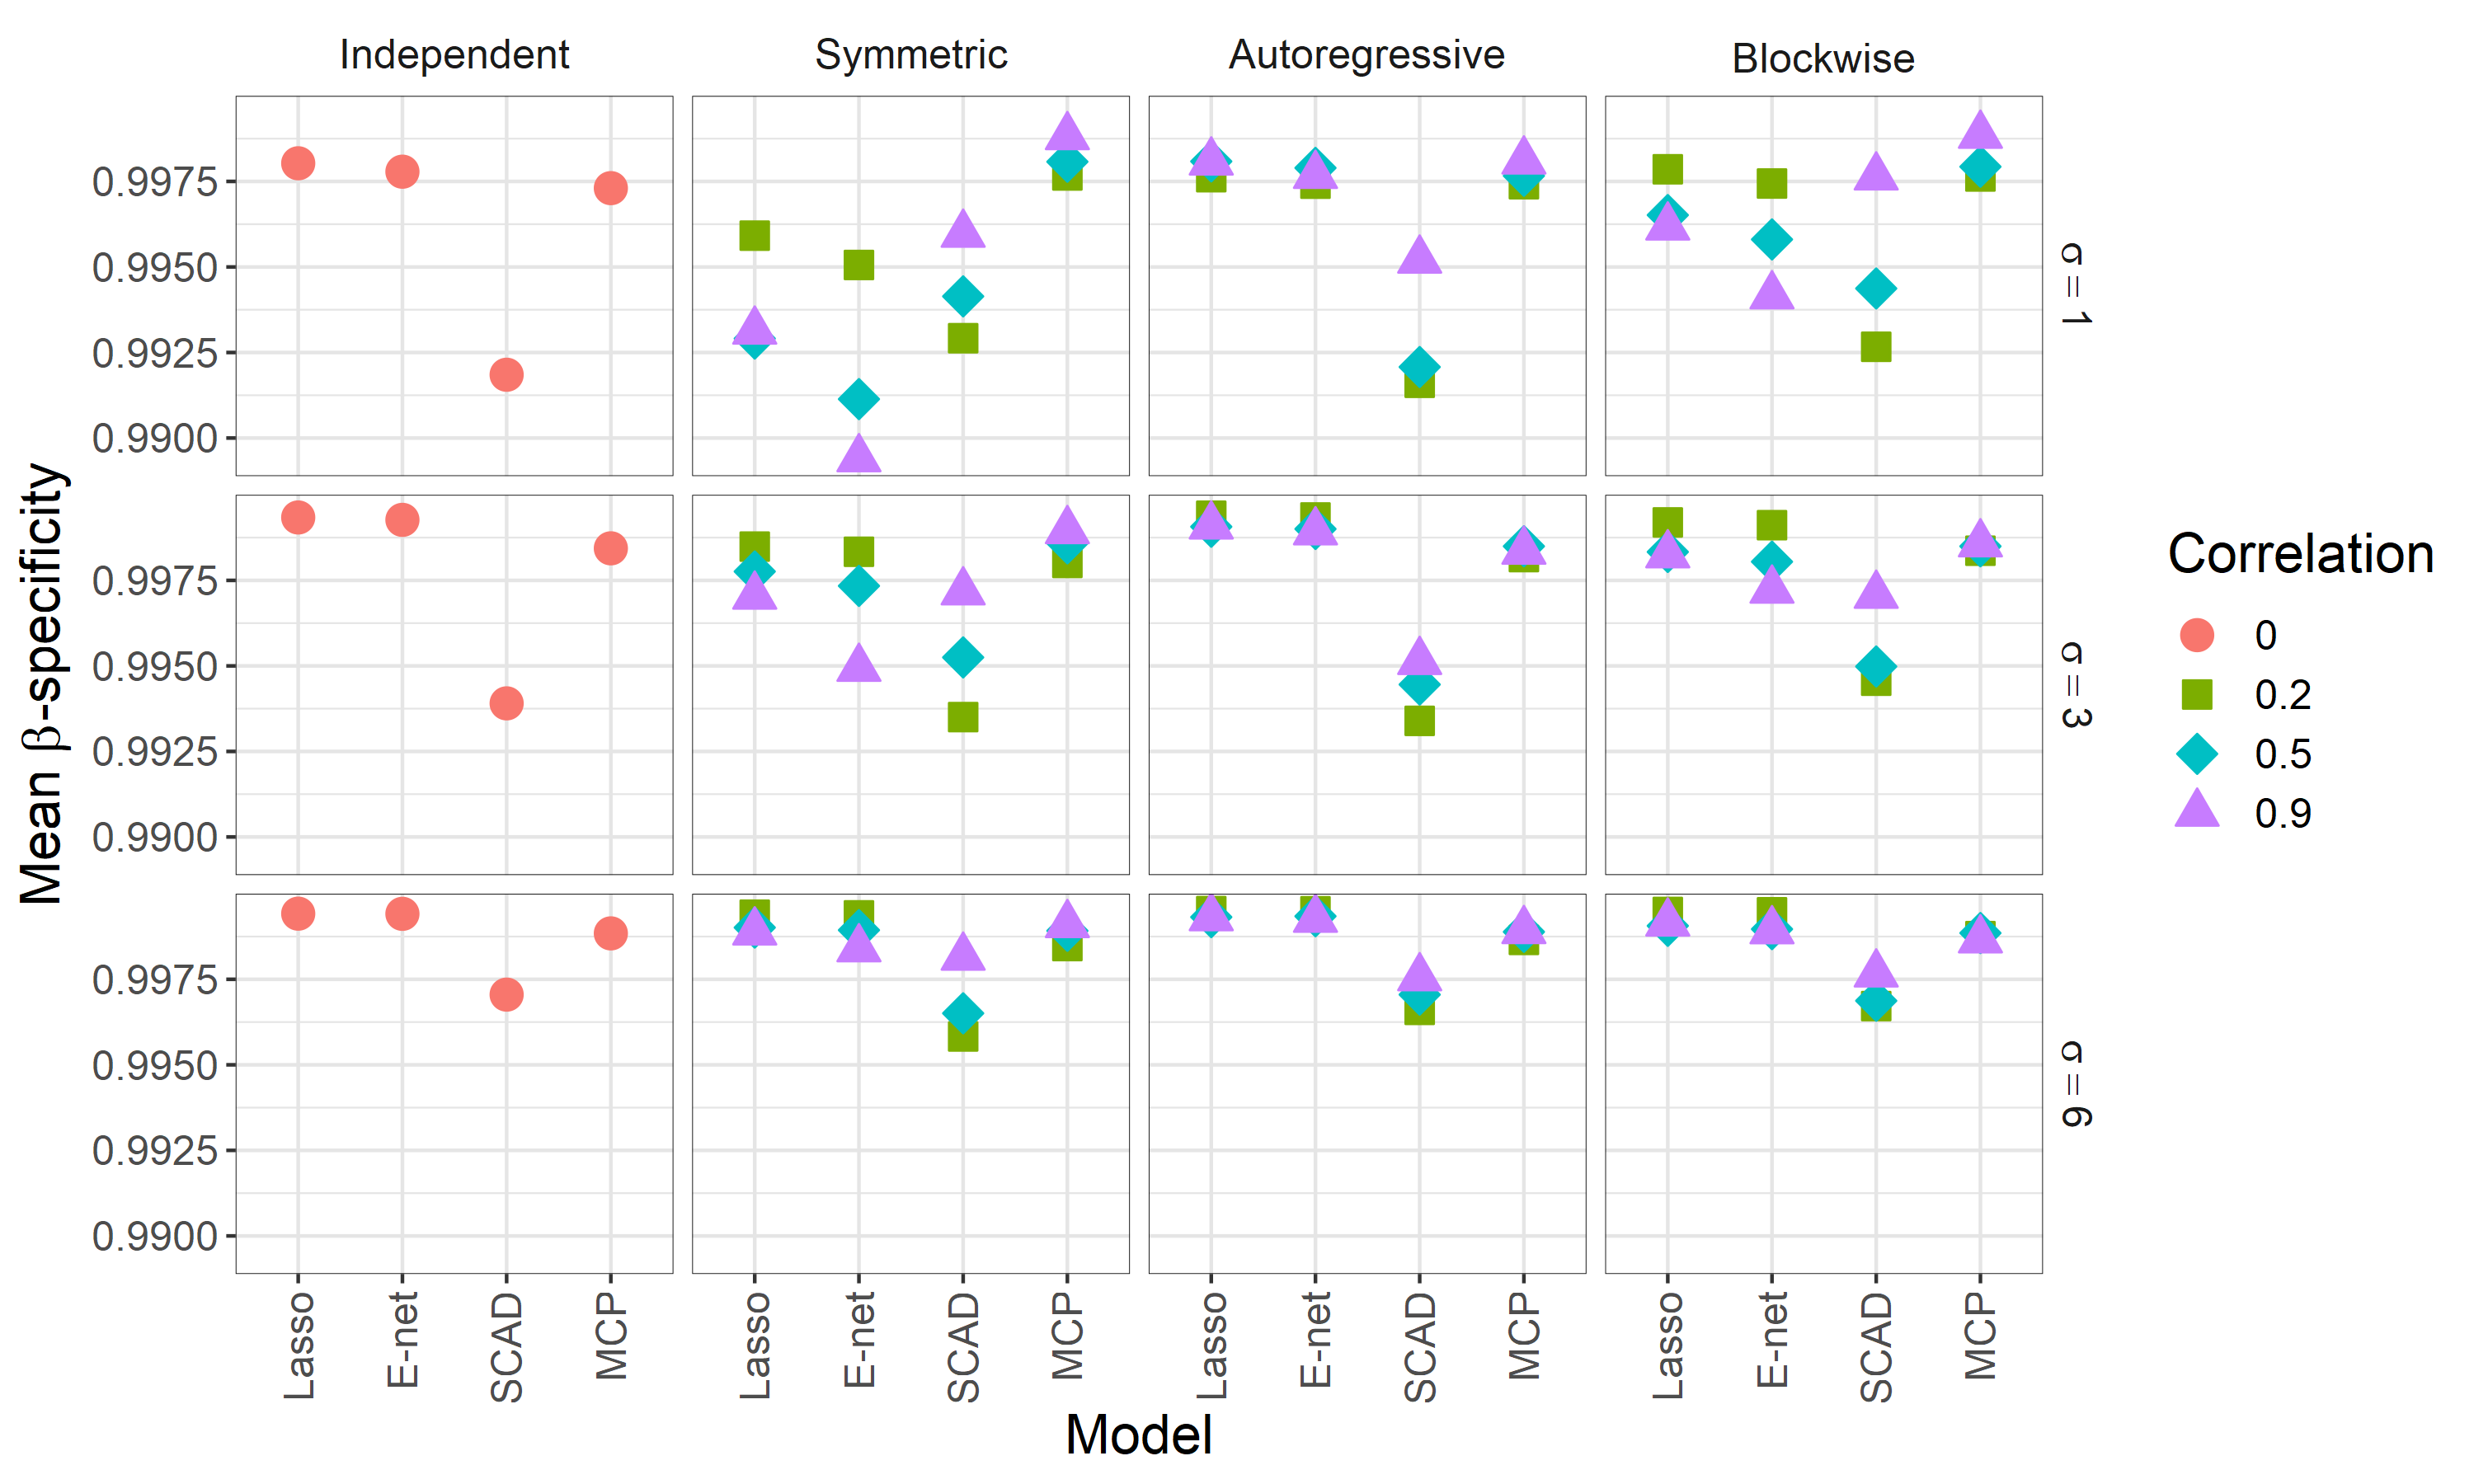 Independent
Symmetric
Autoregressive
Blockwise
0.9975
0.9950
0.9925
0.9900
σ = 1
0.9975
0.9950
0.9925
0.9900
σ = 3
0.9975
0.9950
0.9925
0.9900
σ = 6
Mean β-specificity
Lasso
E-net
SCAD
MCP
Lasso
E-net
SCAD
MCP
Lasso
E-net
SCAD
MCP
Lasso
E-net
SCAD
MCP
Model
Correlation
0
0.2
0.5
0.9